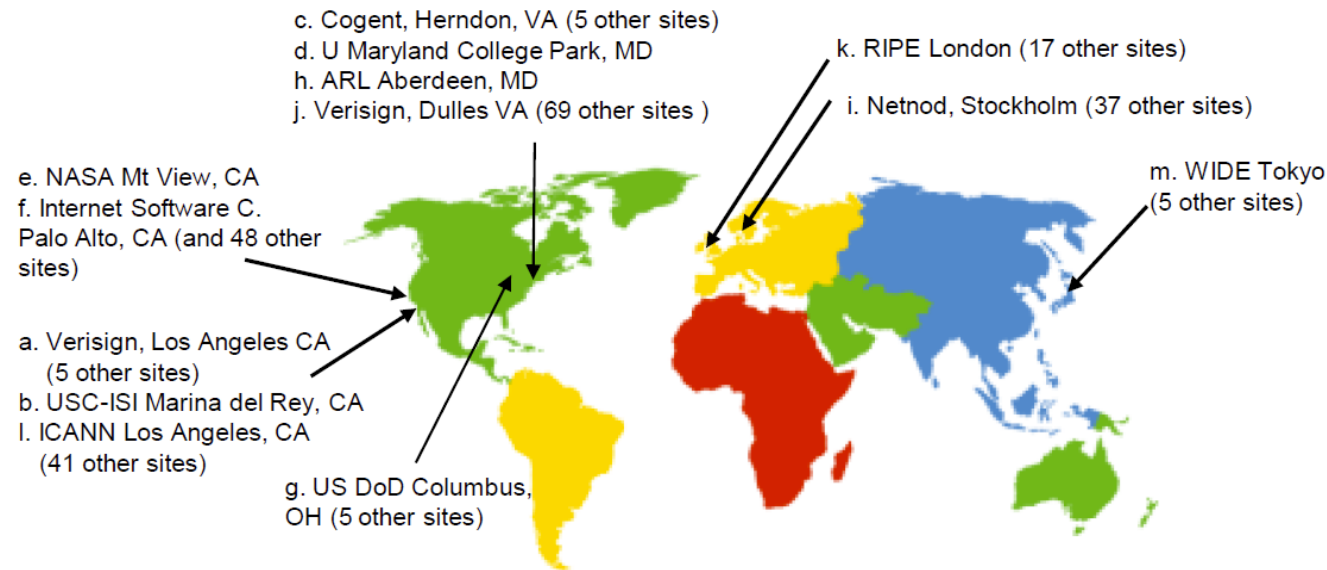 c. Cogent, Herndon, VA (5 other sites)
d. U Maryland College Park, MD
h. ARL Aberdeen, MD
j. Verisign, Dulles VA (69 other sites )
k. RIPE London (17 other sites)
i. Netnod, Stockholm (37 other sites)
m. WIDE Tokyo
(5 other sites)
e. NASA Mt View, CA
f. Internet Software C.
Palo Alto, CA (and 48 other
sites)
a. Verisign, Los Angeles CA
(5 other sites)
b. USC-ISI Marina del Rey, CA
l. ICANN Los Angeles, CA
(41 other sites)
g. US DoD Columbus,
OH (5 other sites)